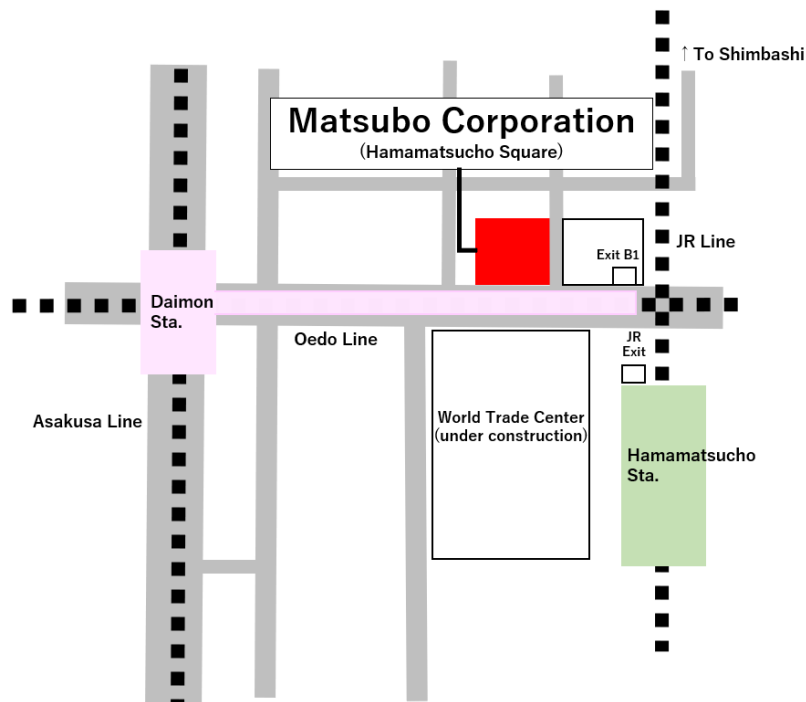 ↑ To Shimbashi
Matsubo Corporation
(Hamamatsucho Square)
JR Line
Exit B1
Daimon
Sta.
Oedo Line
JR
Exit
Asakusa Line
World Trade Center
(under construction)
Hamamatsucho
Sta.